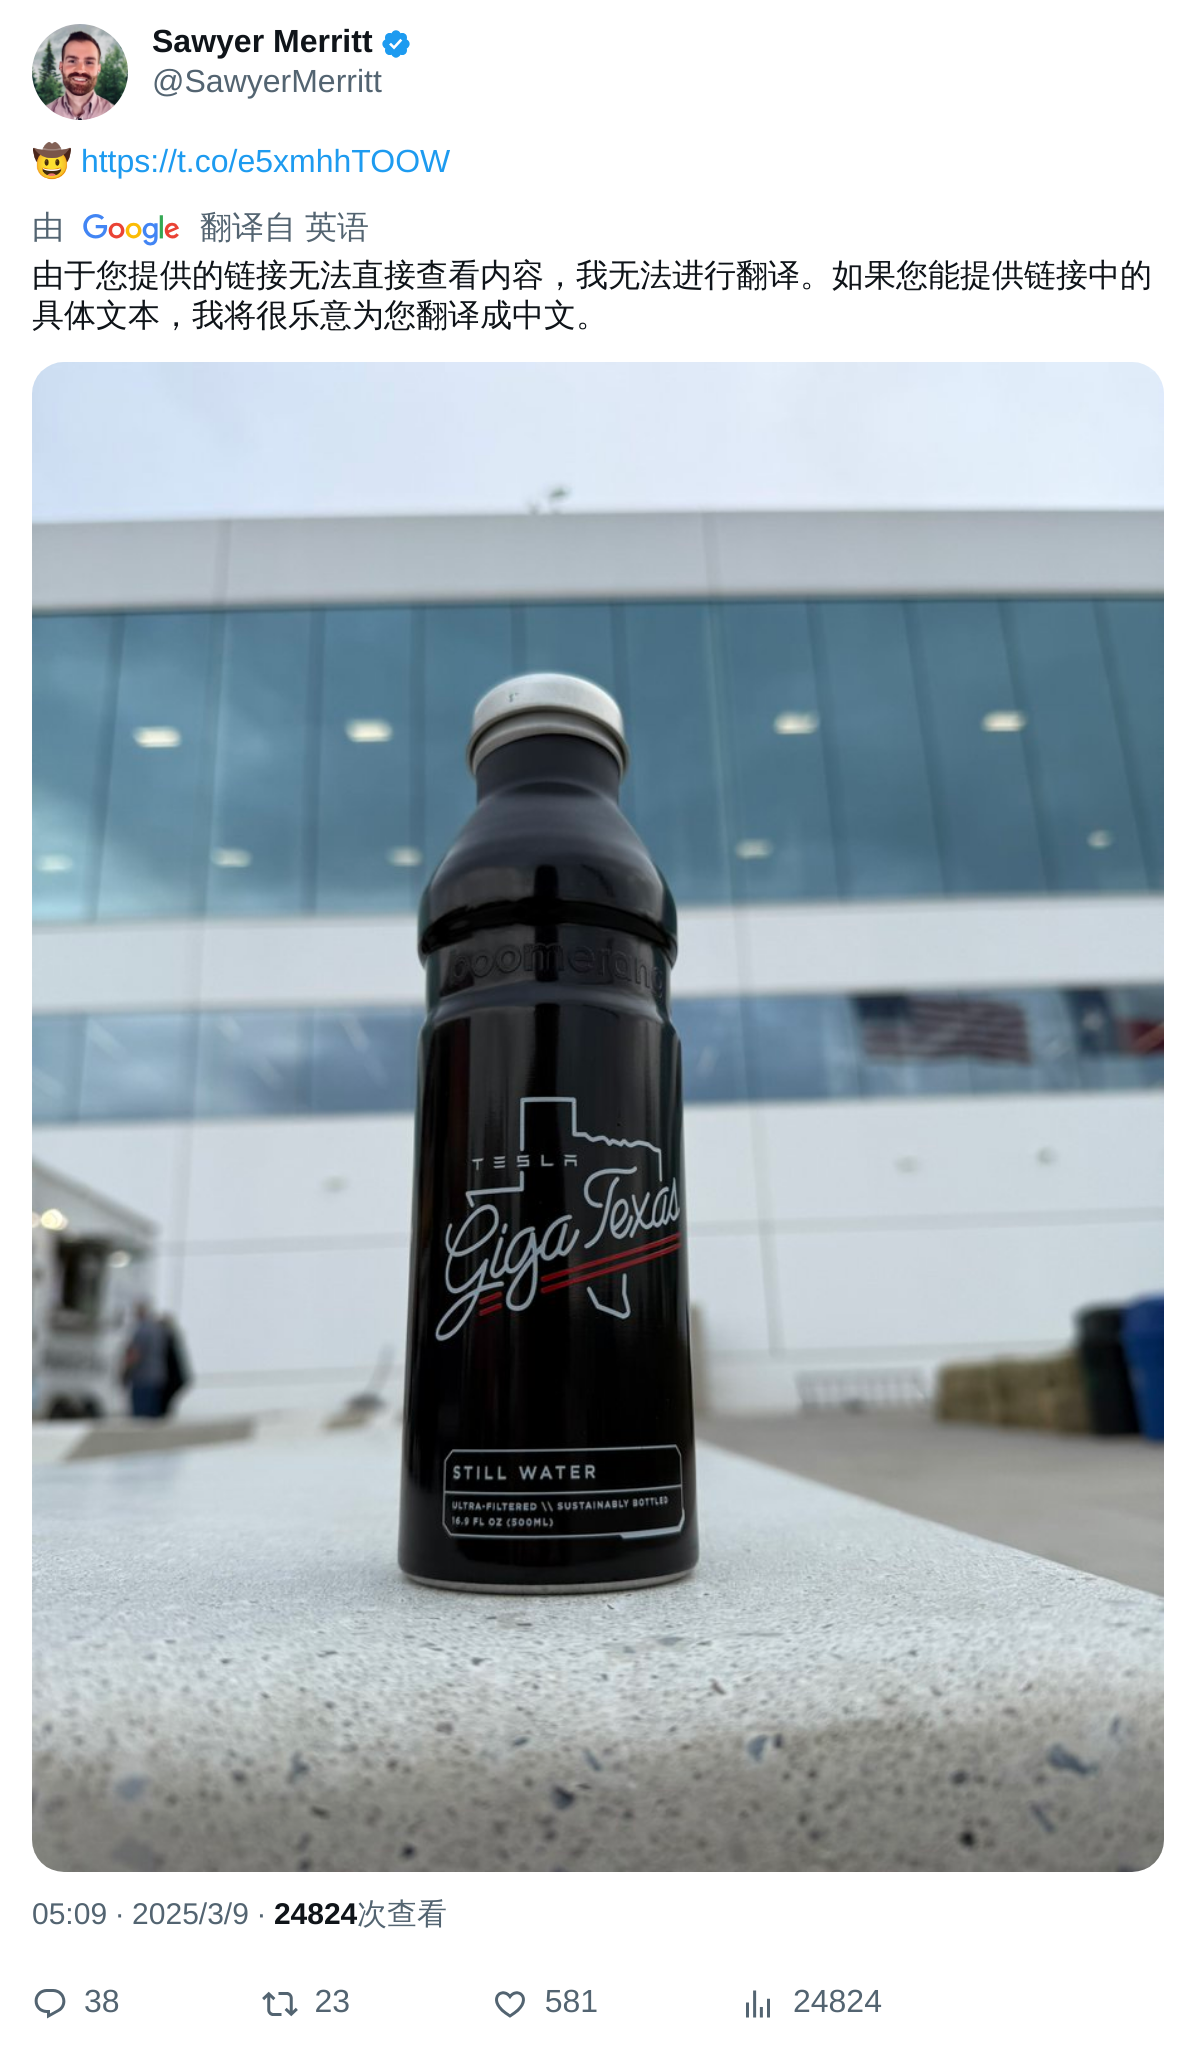 Sawyer Merritt
@SawyerMerritt
🤠 https://t.co/e5xmhhTOOW
由 Google 翻译自 英语
由于您提供的链接无法直接查看内容，我无法进行翻译。如果您能提供链接中的
具体文本，我将很乐意为您翻译成中文。
boomerang
TESLA
Giga Texas
STILL WATER
ULTRA-FILTERED \\ SUSTAINABLY BOTTLED
16.9 FL OZ (500ML)
05:09 · 2025/3/9 · 24824次查看
38 23 581 24824